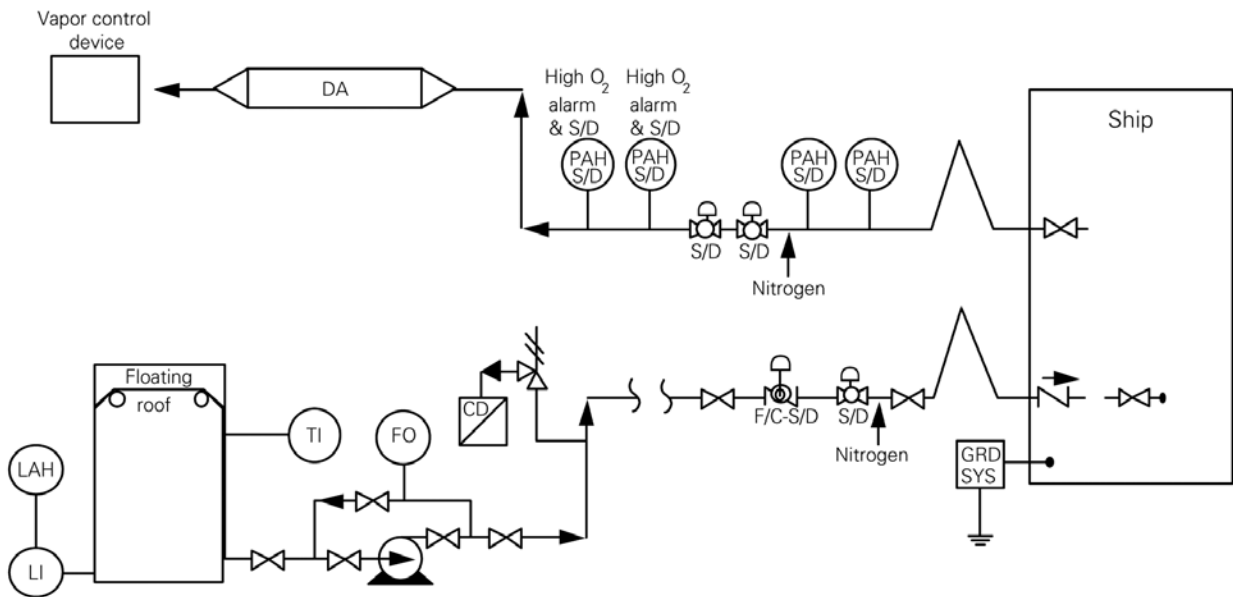 Vapor control
device
DA
High O2
alarm
& S/D
High O2
alarm
& S/D
PAH
S/D
PAH
S/D
PAH
S/D
PAH
S/D
Ship
S/D
S/D
Nitrogen
Floating
roof
TI
FO
CD
F/C-S/D
S/D
Nitrogen
LAH
LI
GRD
SYS